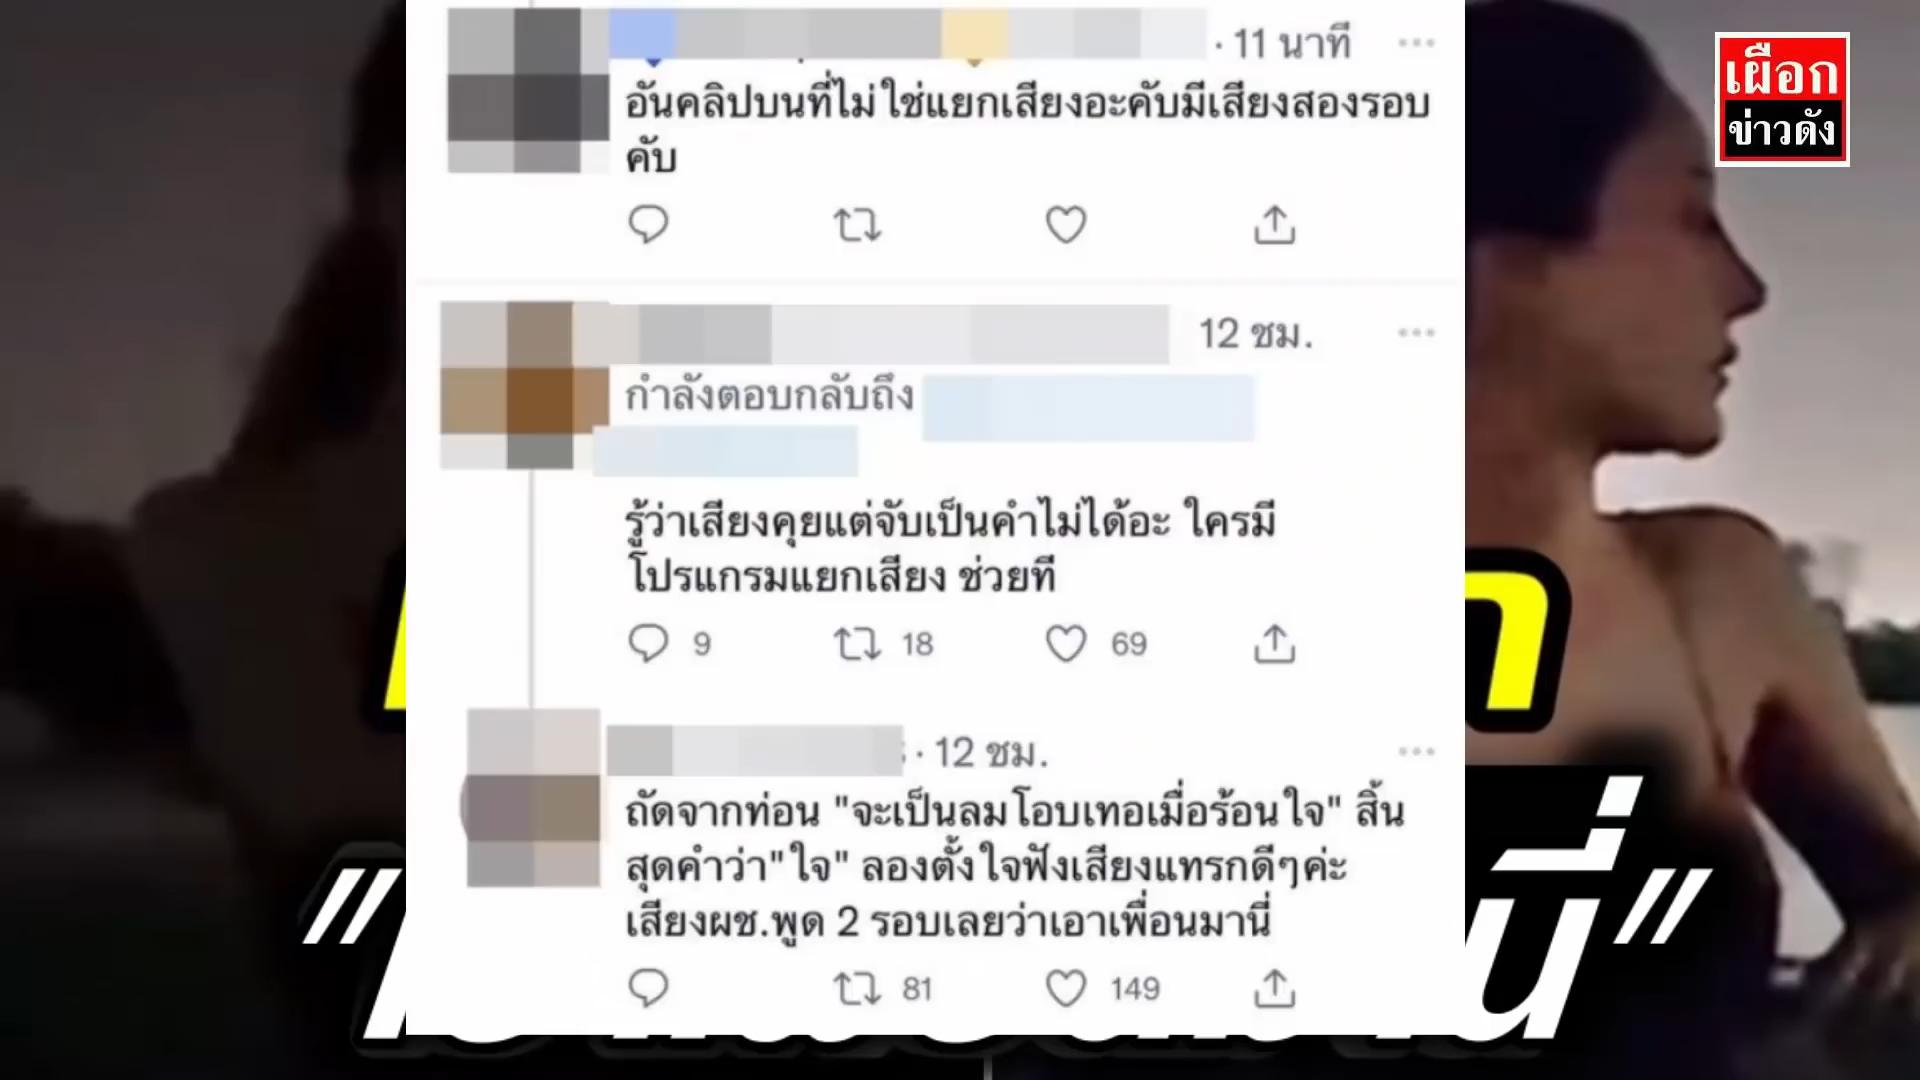 · 11 นาที
เผือก
ข่าวดัง
อันคลิปบนที่ไม่ใช่แยกเสียงอะคับมีเสียงสองรอบ
คับ
12 ชม.
กำลังตอบกลับถึง
รู้ว่าเสียงคุยแต่จับเป็นคำไม่ได้อะ ใครมี
โปรแกรมแยกเสียง ช่วยที
9 18 69
· 12 ชม.
ถัดจากท่อน "จะเป็นลมโอบเทอเมื่อร้อนใจ" สิ้น
สุดคำว่า"ใจ" ลองตั้งใจฟังเสียงแทรกดีๆค่ะ
เสียงผช.พูด 2 รอบเลยว่าเอาเพื่อนมานี่
81 149